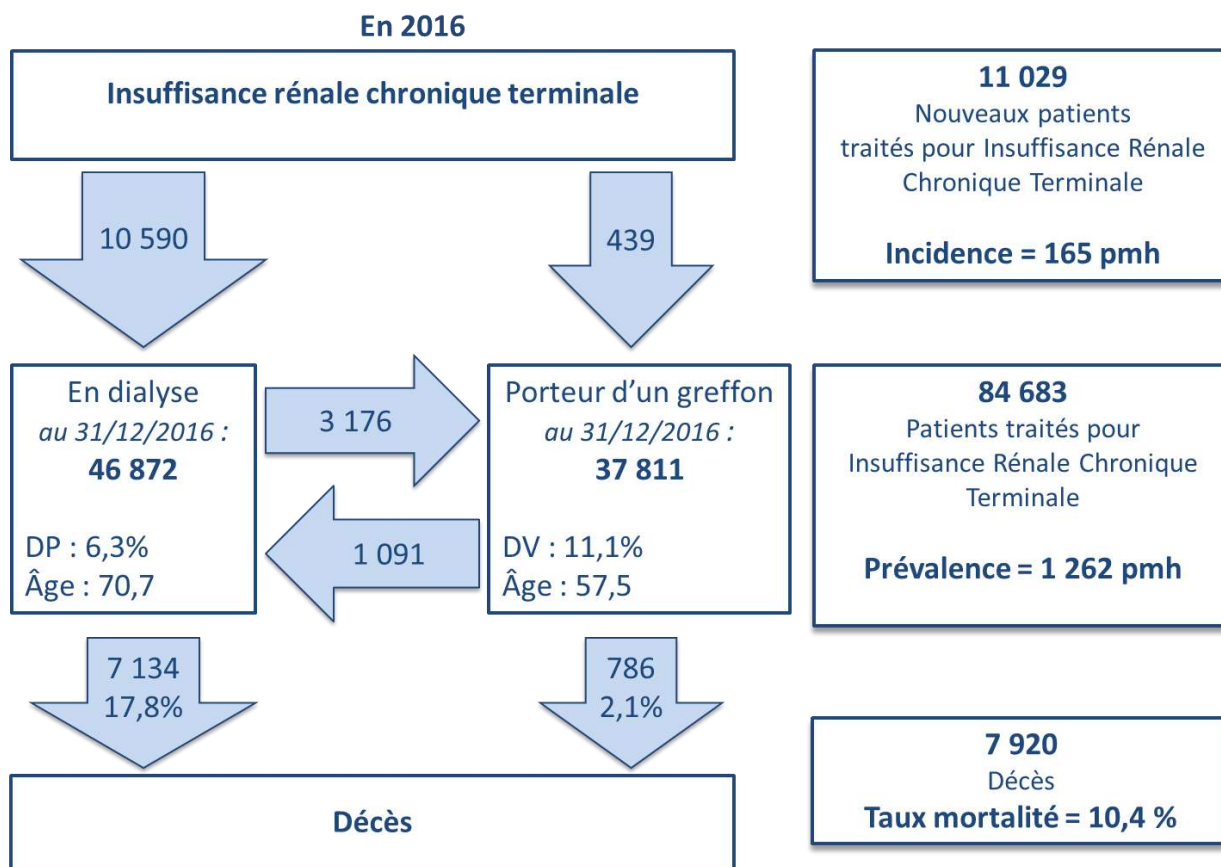 En 2016
Insuffisance rénale chronique terminale
10 590
439
11 029
Nouveaux patients
traités pour Insuffisance Rénale
Chronique Terminale
Incidence = 165 pmh
En dialyse
au 31/12/2016 :
46 872
DP : 6,3%
Âge : 70,7
3 176
1 091
Porteur d’un greffon
au 31/12/2016 :
37 811
DV : 11,1%
Âge : 57,5
84 683
Patients traités pour
Insuffisance Rénale Chronique
Terminale
Prévalence = 1 262 pmh
7 134
17,8%
786
2,1%
Décès
7 920
Décès
Taux mortalité = 10,4 %